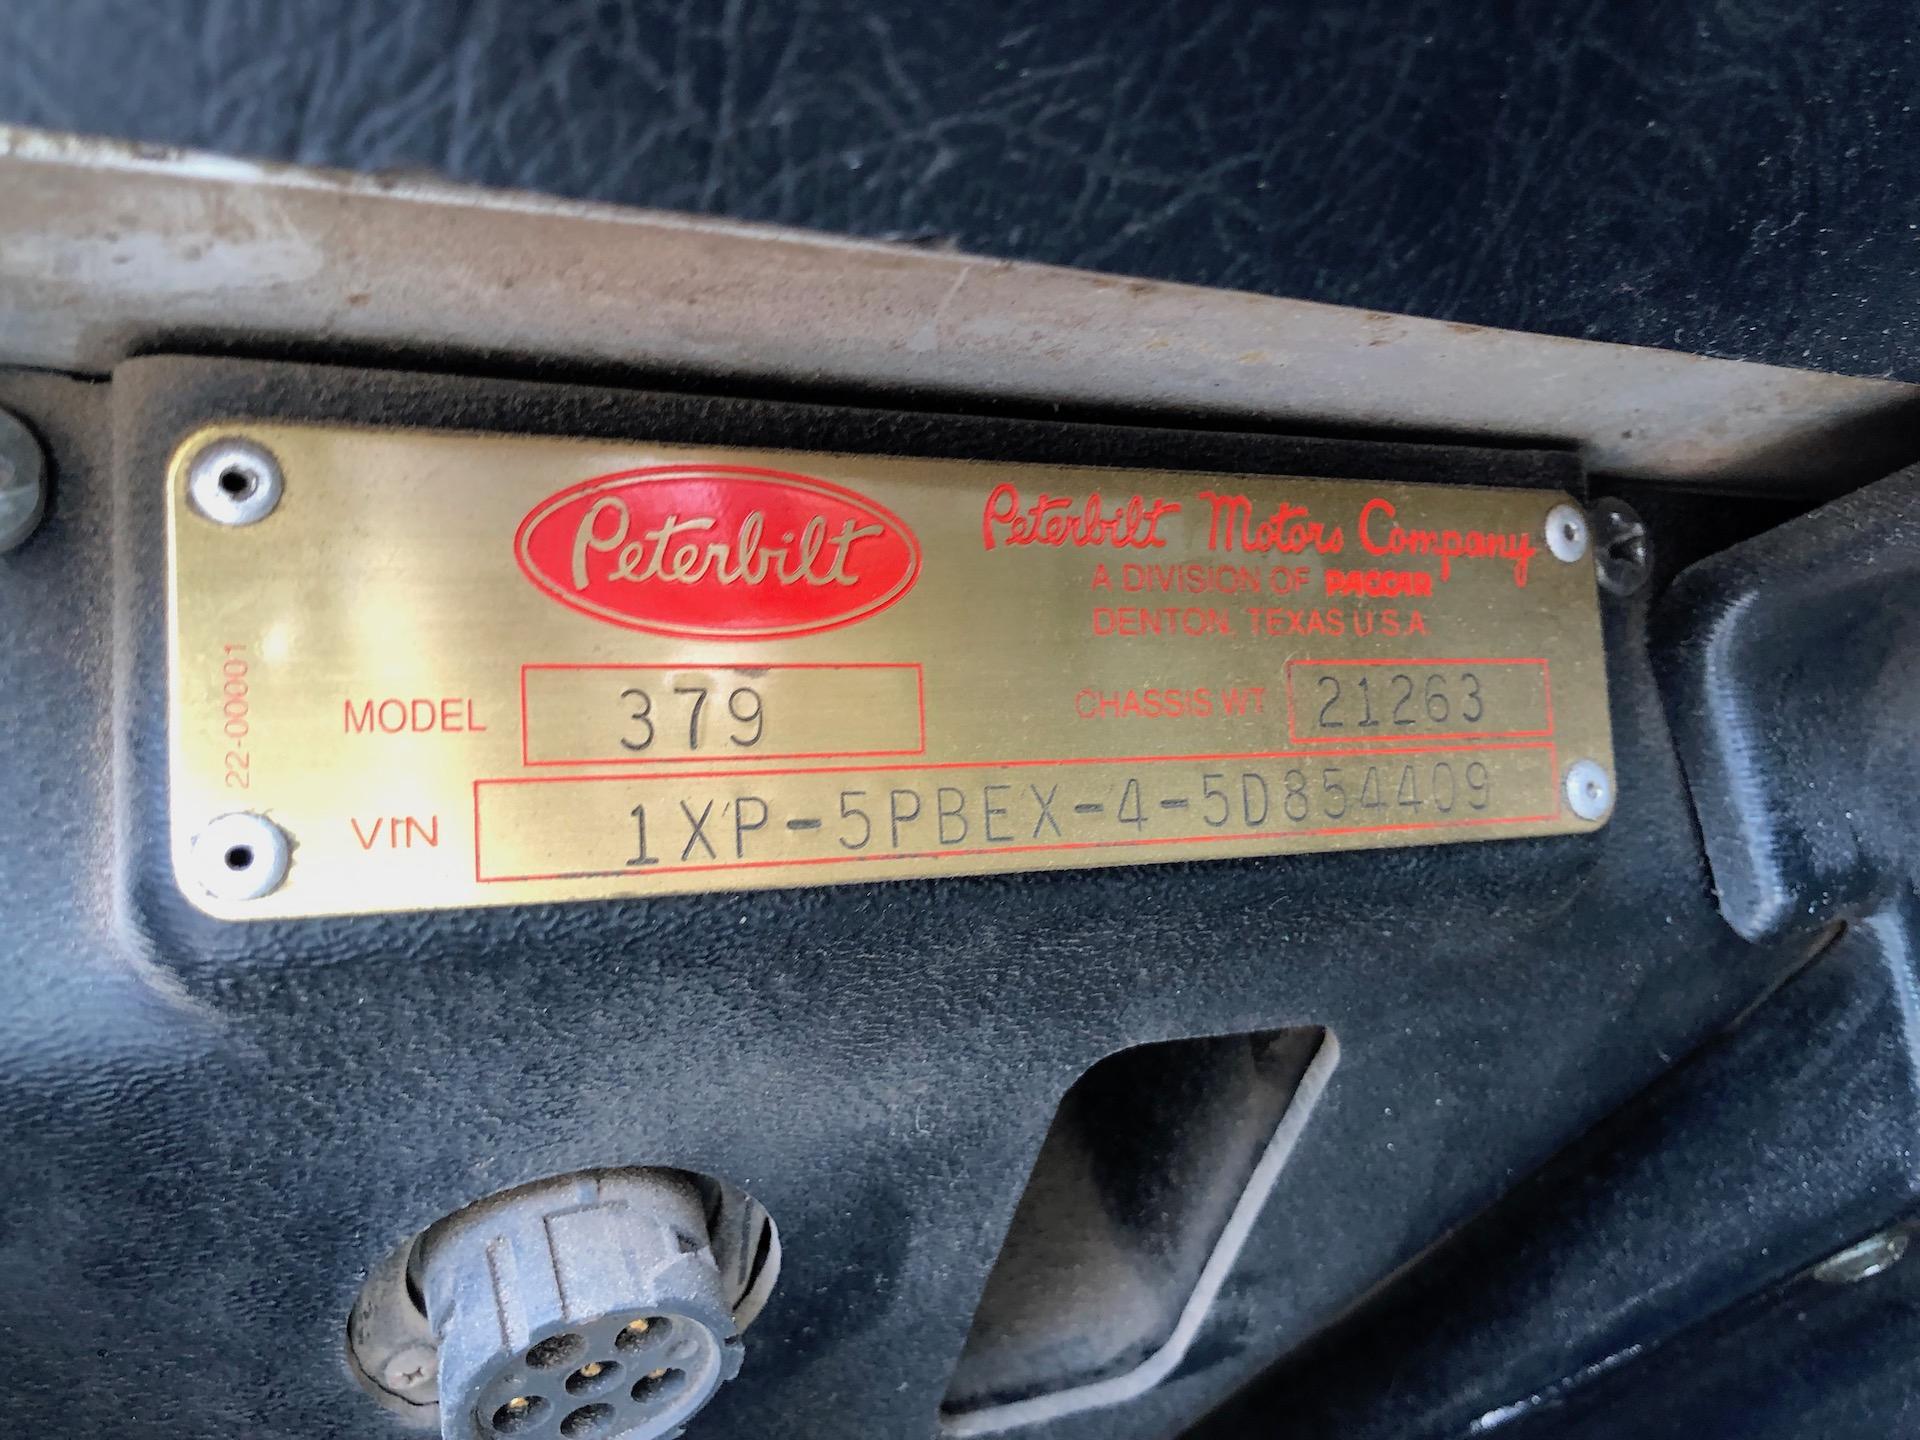 Peterbilt
Peterbilt Motors Company
A DIVISION OF PACCAR
DENTON, TEXAS U.S.A.
22-00001
MODEL 379
CHASSIS WT 21263
VIN 1XP-5PBEX-4-5D854409